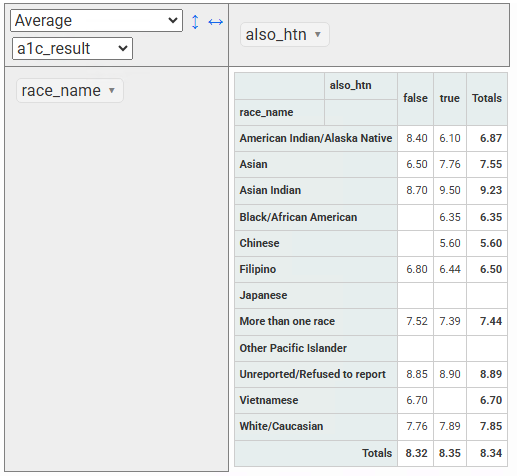 Average ↕ ↔
a1c_result
also_htn ▼
race_name ▼
also_htn false true Totals
race_name
American Indian/Alaska Native 8.40 6.10 6.87
Asian 6.50 7.76 7.55
Asian Indian 8.70 9.50 9.23
Black/African American 6.35 6.35
Chinese 5.60 5.60
Filipino 6.80 6.44 6.50
Japanese
More than one race 7.52 7.39 7.44
Other Pacific Islander
Unreported/Refused to report 8.85 8.90 8.89
Vietnamese 6.70 6.70
White/Caucasian 7.76 7.89 7.85
Totals 8.32 8.35 8.34